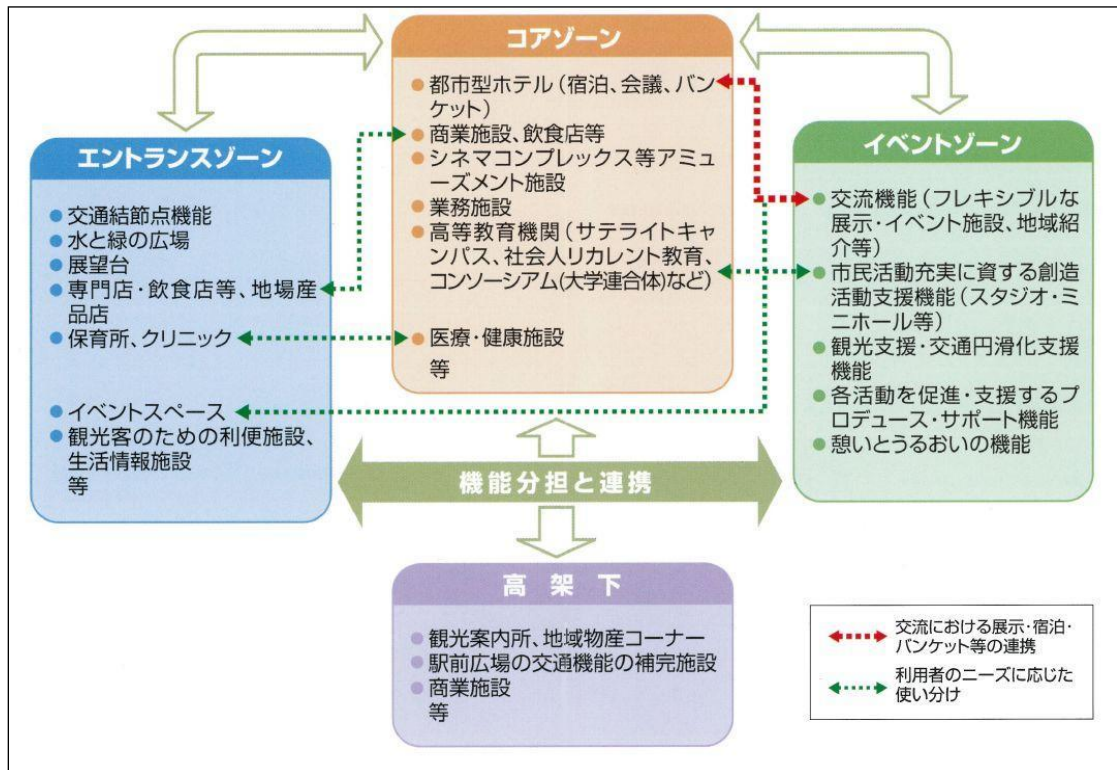 コアゾーン
都市型ホテル(宿泊、会議、バン
ケット)
商業施設、飲食店等
シネマコンプレックス等アミュ
ーズメント施設
業務施設
高等教育機関(サテライトキャ
ンパス、社会人リカレント教育、
コンソーシアム(大学連合体)など)
医療・健康施設
等
エントランスゾーン
交通結節点機能
水と緑の広場
展望台
専門店・飲食店等、地場産
品店
保育所、クリニック
イベントスペース
観光客のための利便施設、
生活情報施設
等
イベントゾーン
交流機能(フレキシブルな
展示・イベント施設、地域紹
介等)
市民活動充実に資する創造
活動支援機能(スタジオ・ミ
ニホール等)
観光支援・交通円滑化支援
機能
各活動を促進・支援するプ
ロデュース・サポート機能
憩いとうるおいの機能
機能分担と連携
高架下
観光案内所、地域物産コーナー
駅前広場の交通機能の補完施設
商業施設
等
交流における展示・宿泊・
バンケット等の連携
利用者のニーズに応じた
使い分け